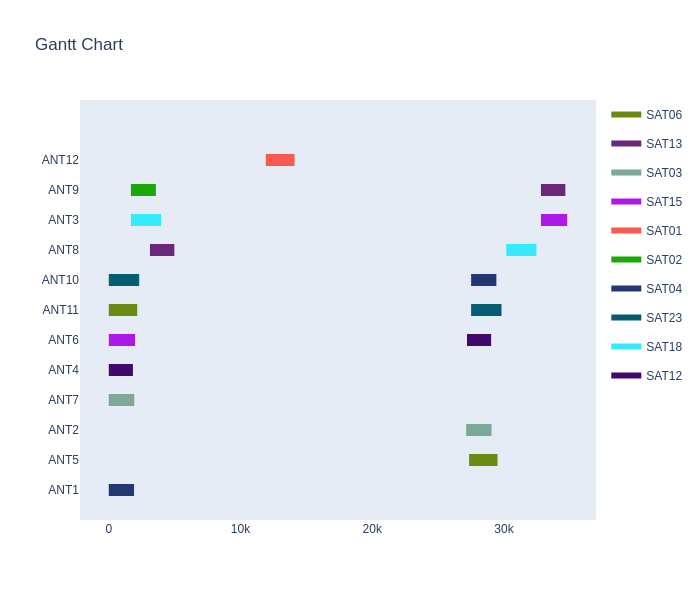 Gantt Chart
ANT12
ANT9
ANT3
ANT8
ANT10
ANT11
ANT6
ANT4
ANT7
ANT2
ANT5
ANT1
0 10k 20k 30k
SAT06
SAT13
SAT03
SAT15
SAT01
SAT02
SAT04
SAT23
SAT18
SAT12